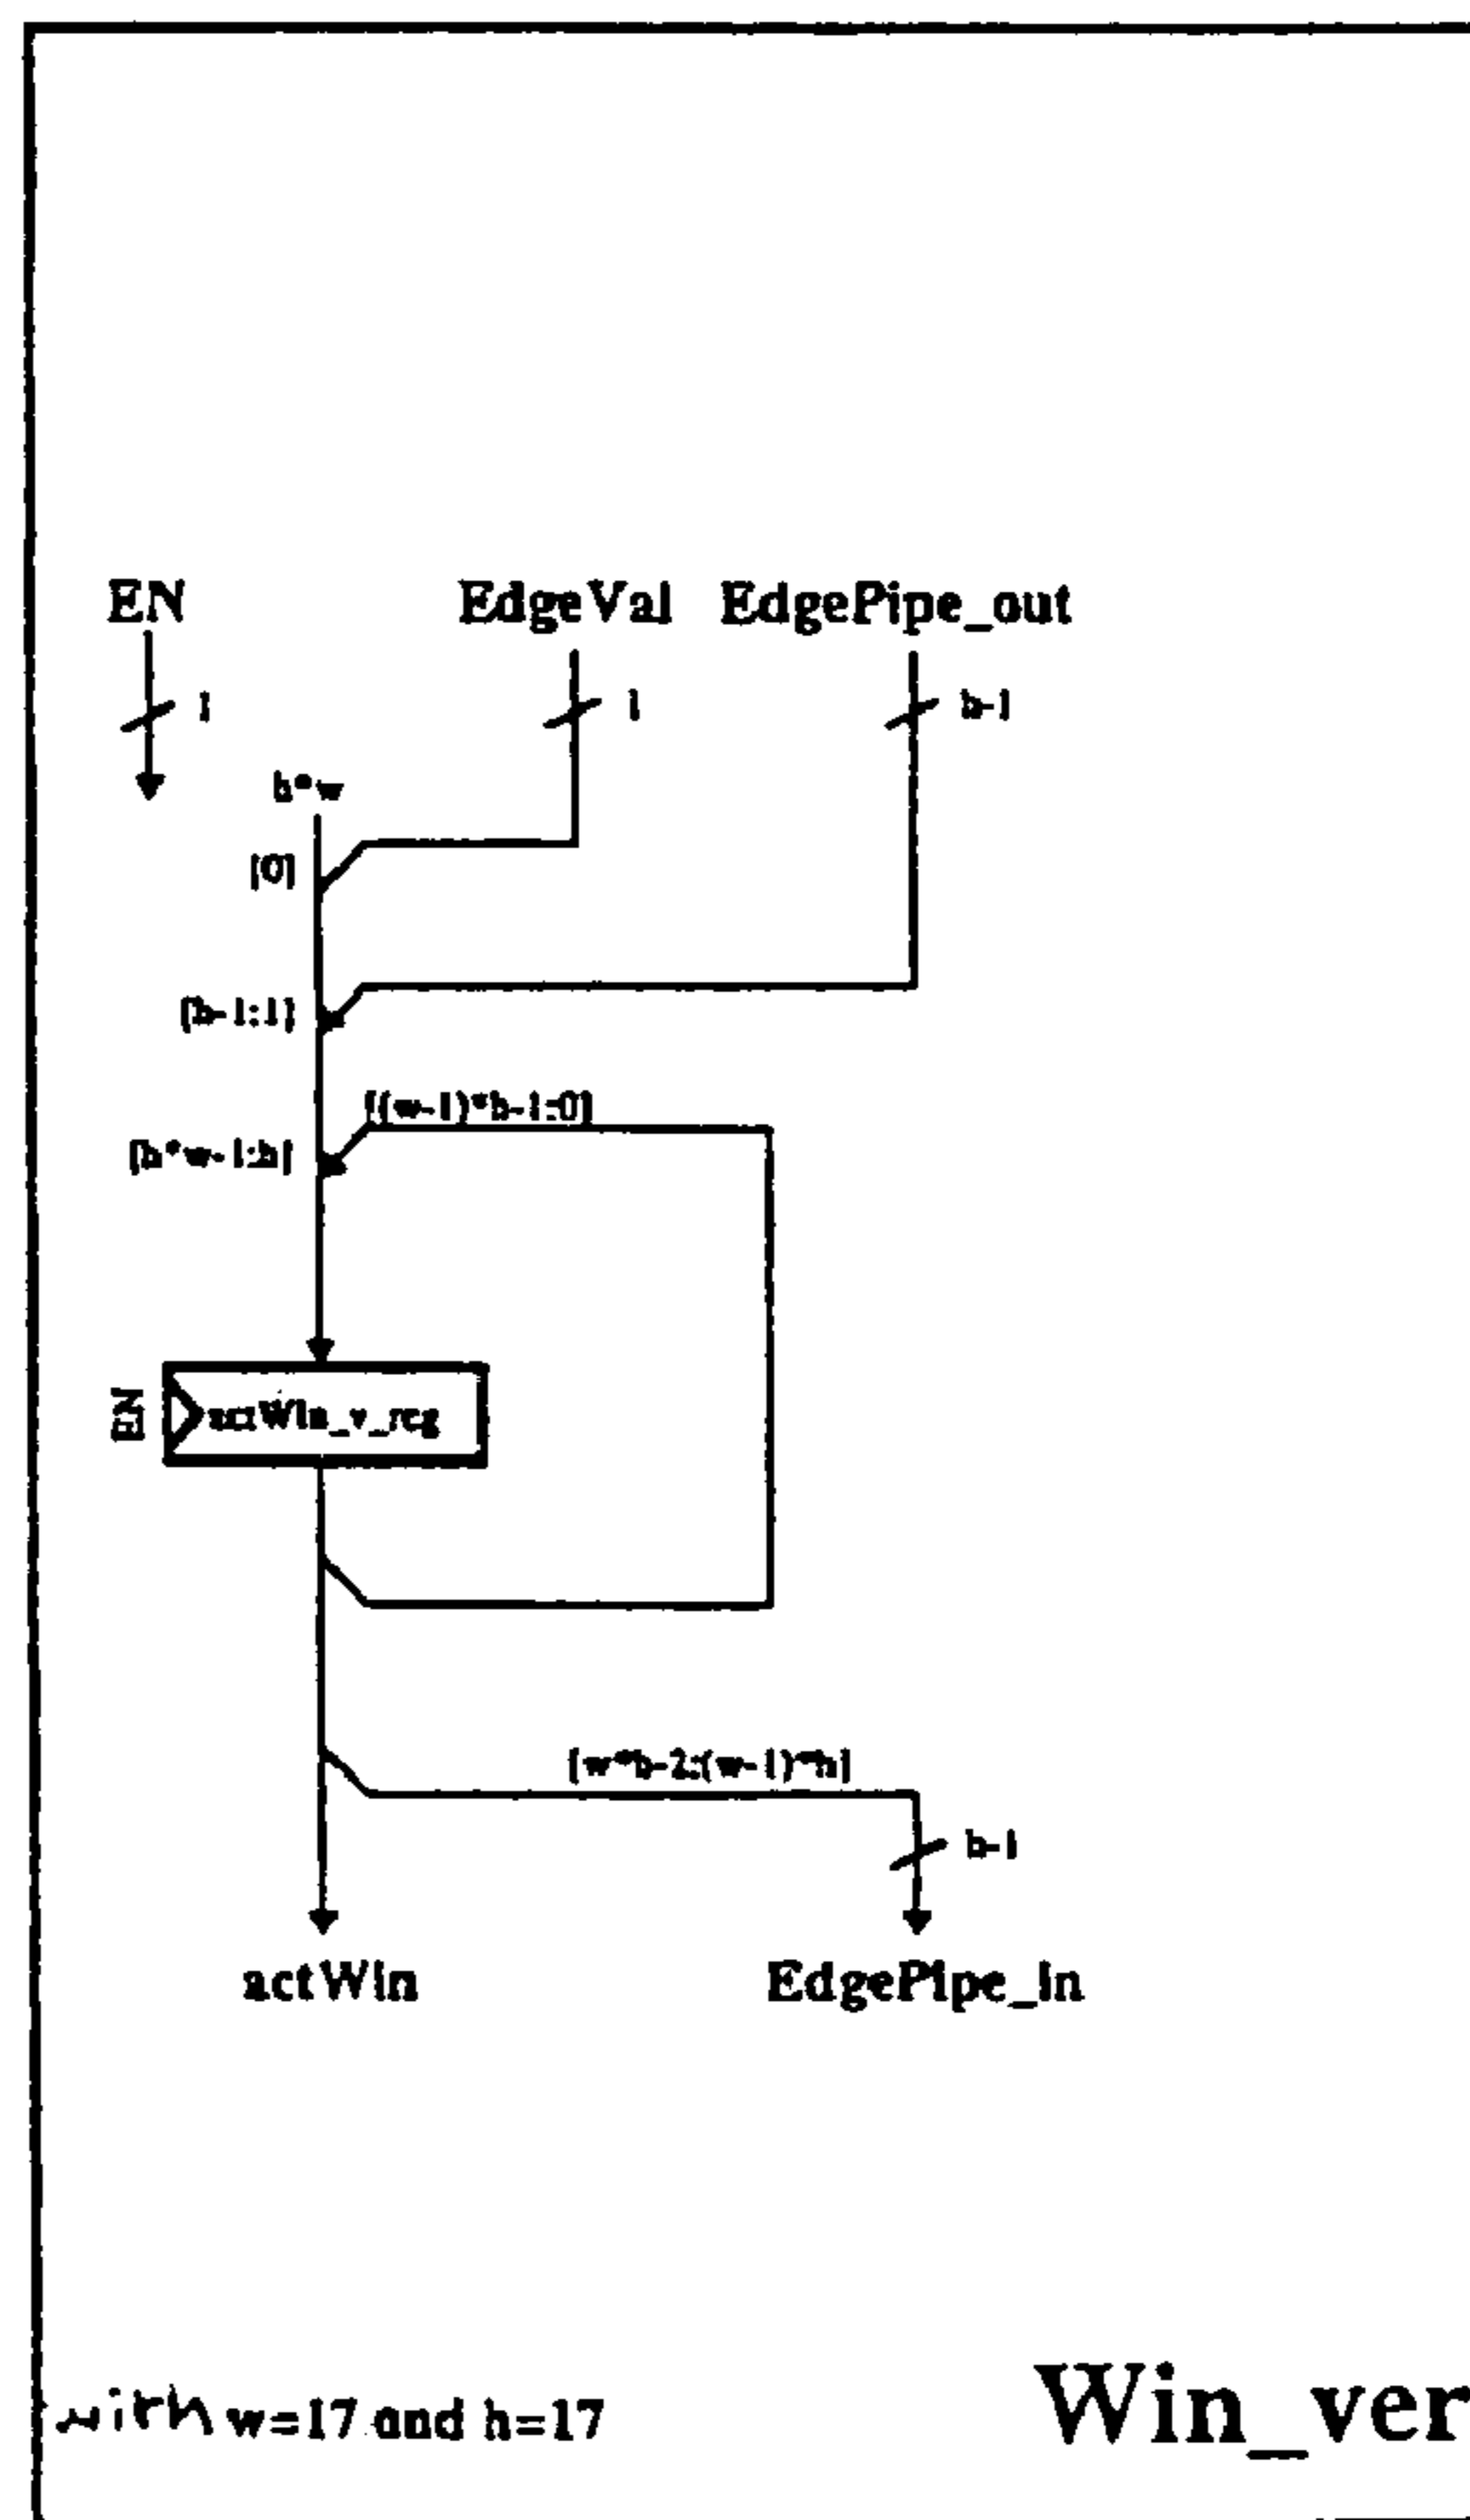 EN
EdgeVal EdgePipe_out
1
1
h-1
h*w
[0]
[h-1:1]
[(w-1)*h-1:0]
[h*w-1:h]
EN
actWin_v_reg
[w*h-2:(w-1)*h]
h-1
actWin
EdgePipe_in
with w=17 and h=17
Win_ver